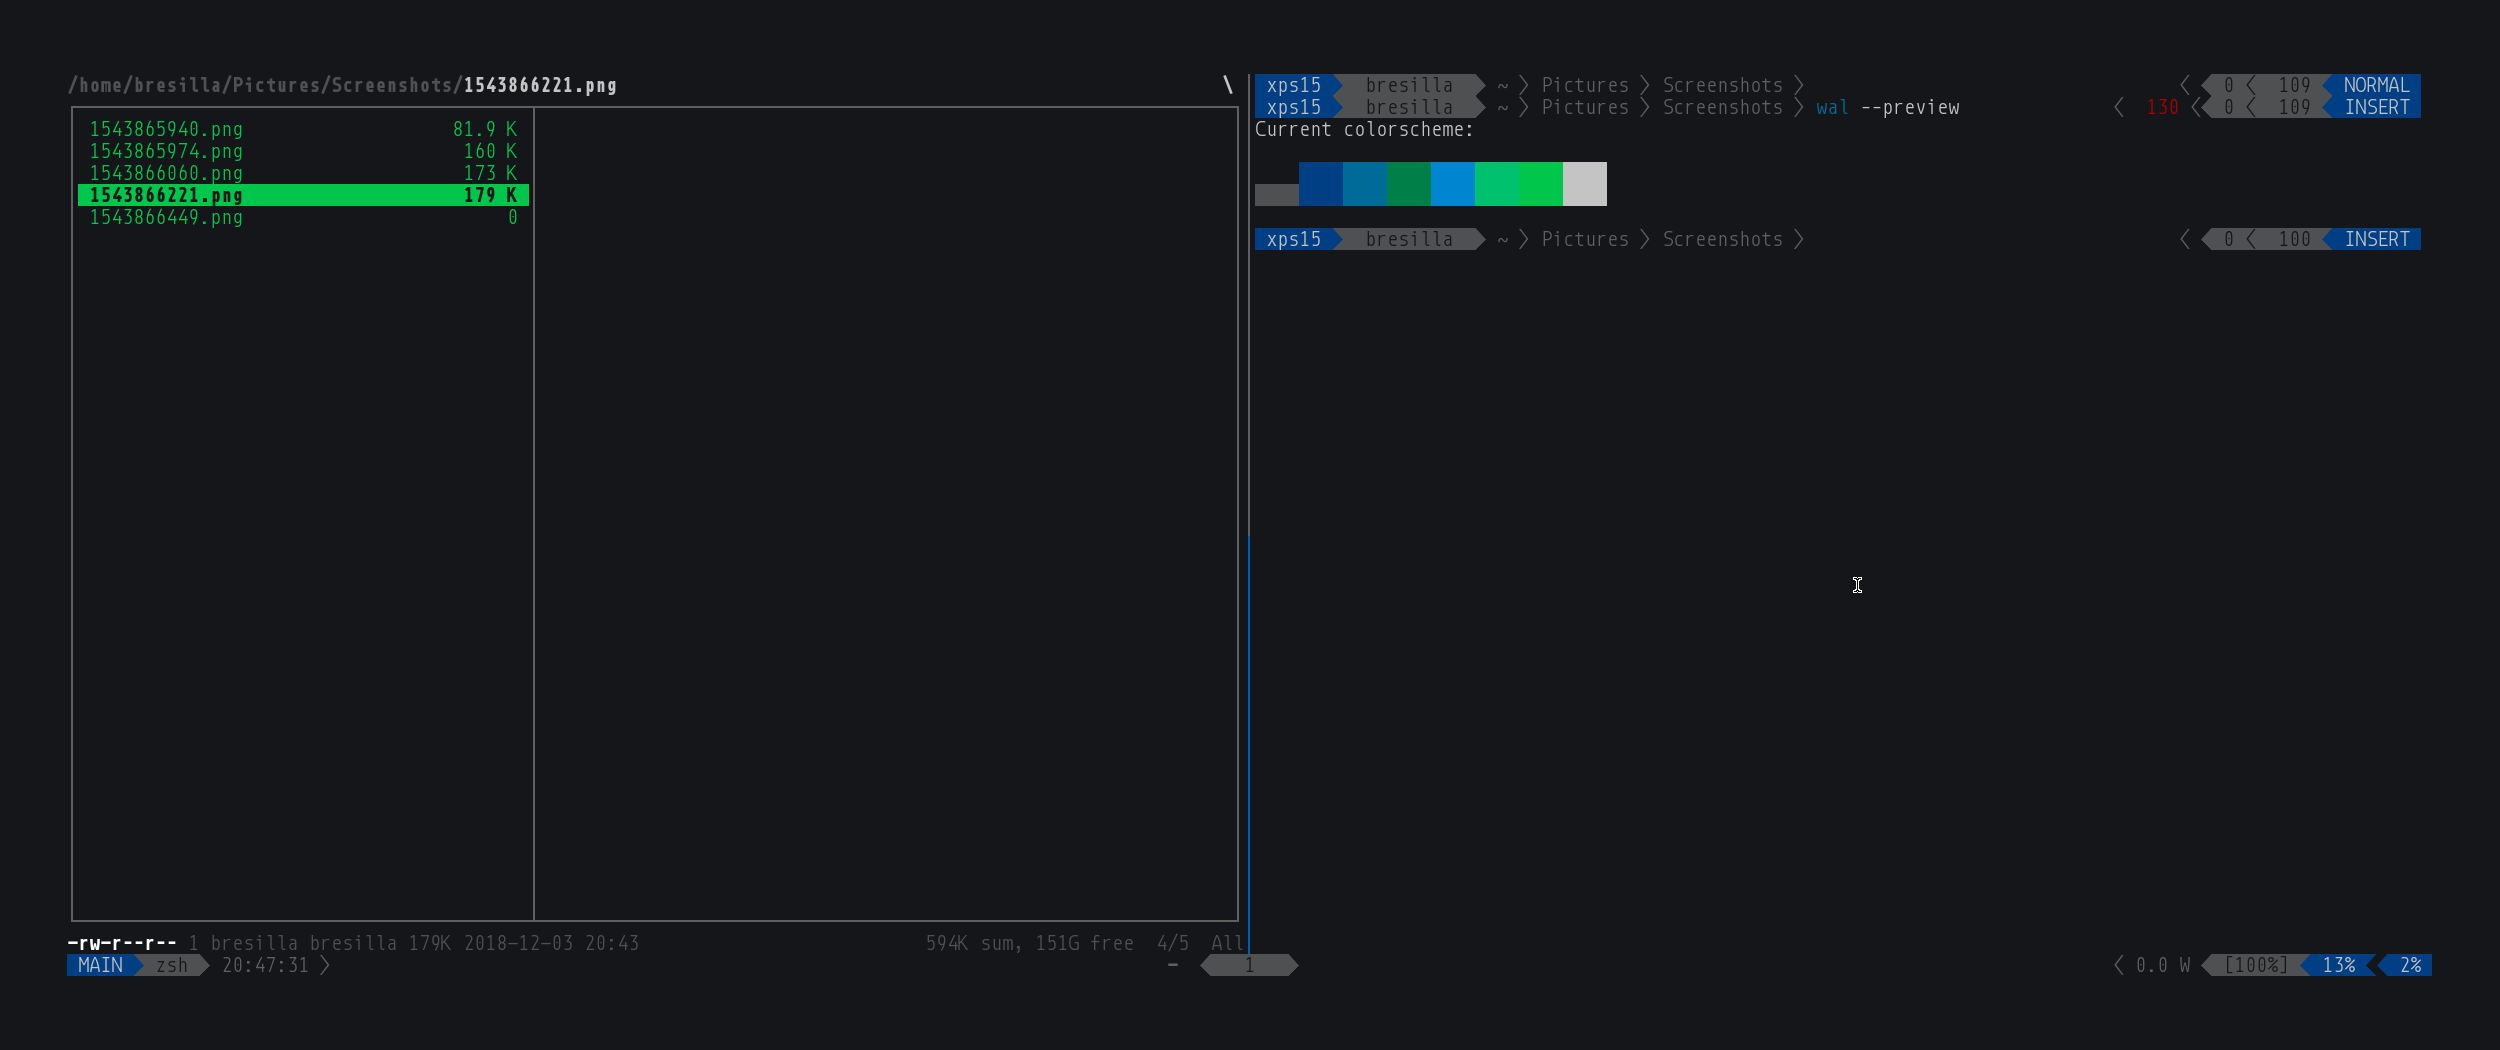 /home/bresilla/Pictures/Screenshots/1543866221.png \
1543865940.png 81.9 K
1543865974.png 160 K
1543866060.png 173 K
1543866221.png 179 K
1543866449.png 0
-rw-r--r-- 1 bresilla bresilla 179K 2018-12-03 20:43 594K sum, 151G free 4/5 All
xps15 bresilla ~ Pictures Screenshots 0 109 NORMAL
xps15 bresilla ~ Pictures Screenshots wal --preview 130 0 109 INSERT
Current colorscheme:
xps15 bresilla ~ Pictures Screenshots 0 100 INSERT
MAIN zsh 20:47:31 - 1 0.0 W [100%] 13% 2%